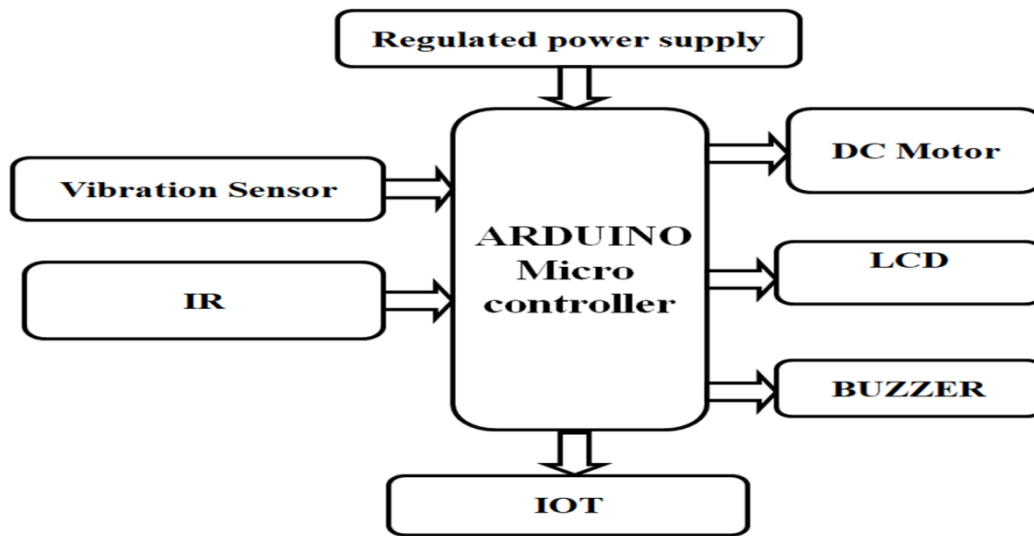 Regulated power supply
DC Motor
Vibration Sensor
ARDUINO
Micro
controller
LCD
IR
BUZZER
IOT